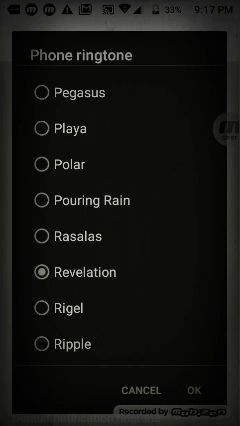 33% 9:17 PM
Phone ringtone
Pegasus
Playa
Polar
Pouring Rain
Rasalas
Revelation
Rigel
Ripple
CANCEL OK
Recorded by Mobizen